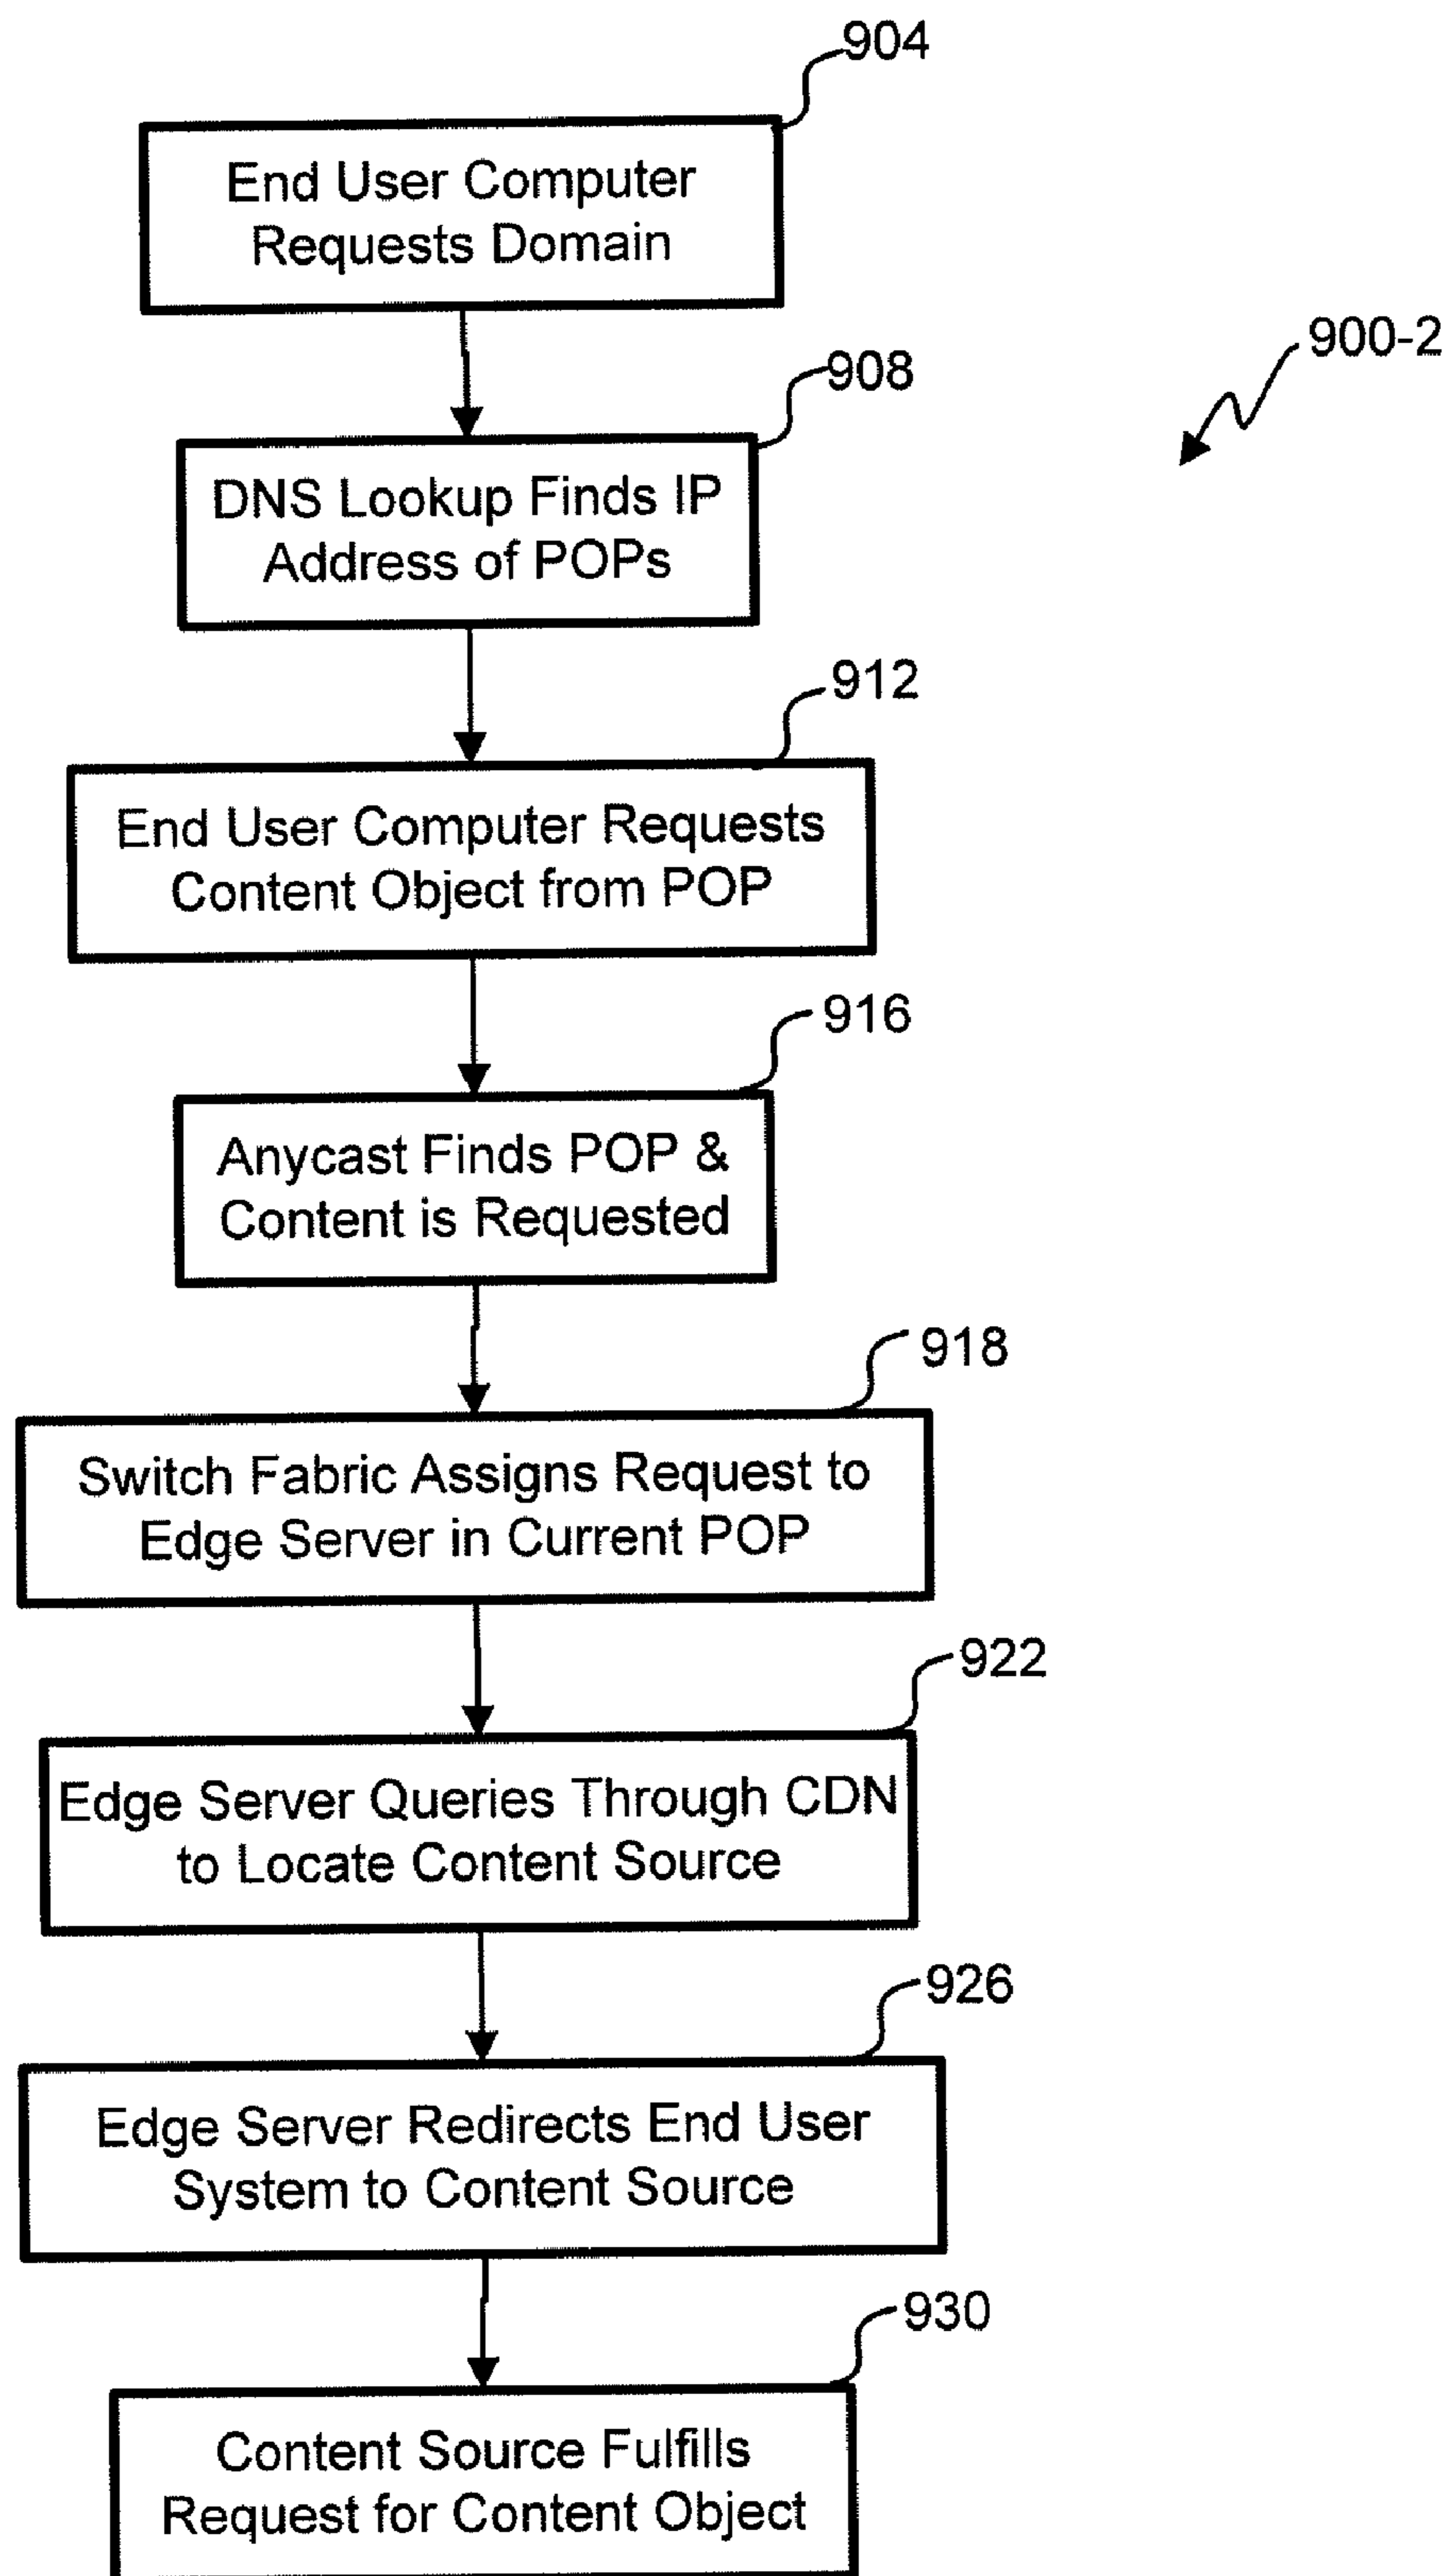 904
End User Computer
Requests Domain
900-2
908
DNS Lookup Finds IP
Address of POPs
912
End User Computer Requests
Content Object from POP
916
Anycast Finds POP &
Content is Requested
918
Switch Fabric Assigns Request to
Edge Server in Current POP
922
Edge Server Queries Through CDN
to Locate Content Source
926
Edge Server Redirects End User
System to Content Source
930
Content Source Fulfills
Request for Content Object